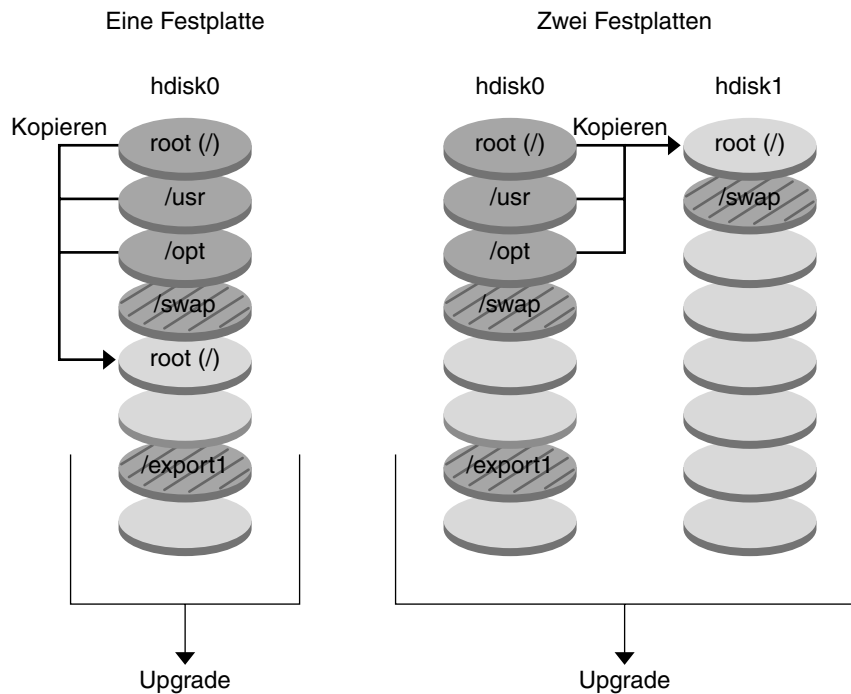 Eine Festplatte
hdisk0
Kopieren
root (/)
/usr
/opt
/swap
root (/)
/export1
Upgrade
Zwei Festplatten
hdisk0
hdisk1
Kopieren
root (/)
root (/)
/usr
/swap
/opt
/swap
/export1
Upgrade